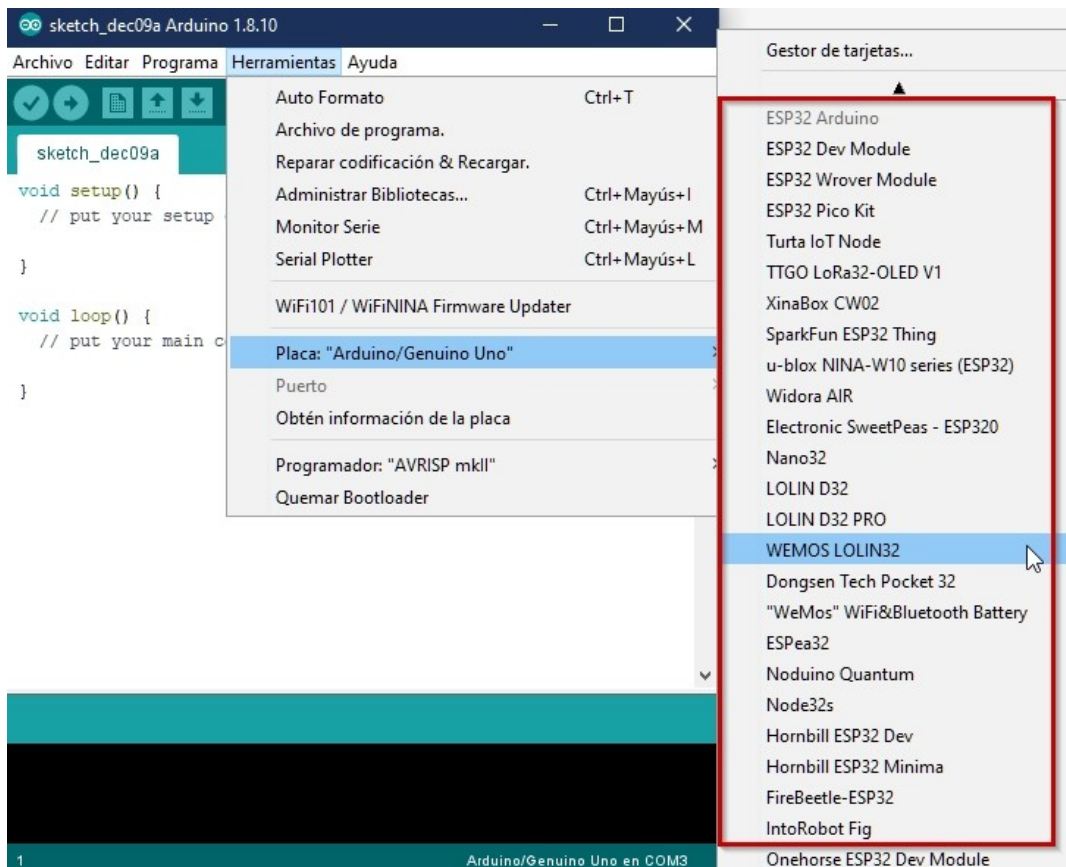 sketch_dec09a Arduino 1.8.10
Archivo Editar Programa Herramientas Ayuda
sketch_dec09a
void setup() {
// put your setup
}
void loop() {
// put your main c
}
Auto Formato Ctrl+T
Archivo de programa.
Reparar codificación & Recargar.
Administrar Bibliotecas... Ctrl+Mayús+I
Monitor Serie Ctrl+Mayús+M
Serial Plotter Ctrl+Mayús+L
WiFi101 / WiFiNINA Firmware Updater
Placa: "Arduino/Genuino Uno"
Puerto
Obtén información de la placa
Programador: "AVRISP mkII"
Quemar Bootloader
Gestor de tarjetas...
ESP32 Arduino
ESP32 Dev Module
ESP32 Wrover Module
ESP32 Pico Kit
Turta IoT Node
TTGO LoRa32-OLED V1
XinaBox CW02
SparkFun ESP32 Thing
u-blox NINA-W10 series (ESP32)
Widora AIR
Electronic SweetPeas - ESP320
Nano32
LOLIN D32
LOLIN D32 PRO
WEMOS LOLIN32
Dongsen Tech Pocket 32
"WeMos" WiFi&Bluetooth Battery
ESPea32
Noduino Quantum
Node32s
Hornbill ESP32 Dev
Hornbill ESP32 Minima
FireBeetle-ESP32
IntoRobot Fig
Onehorse ESP32 Dev Module
1 Arduino/Genuino Uno en COM3